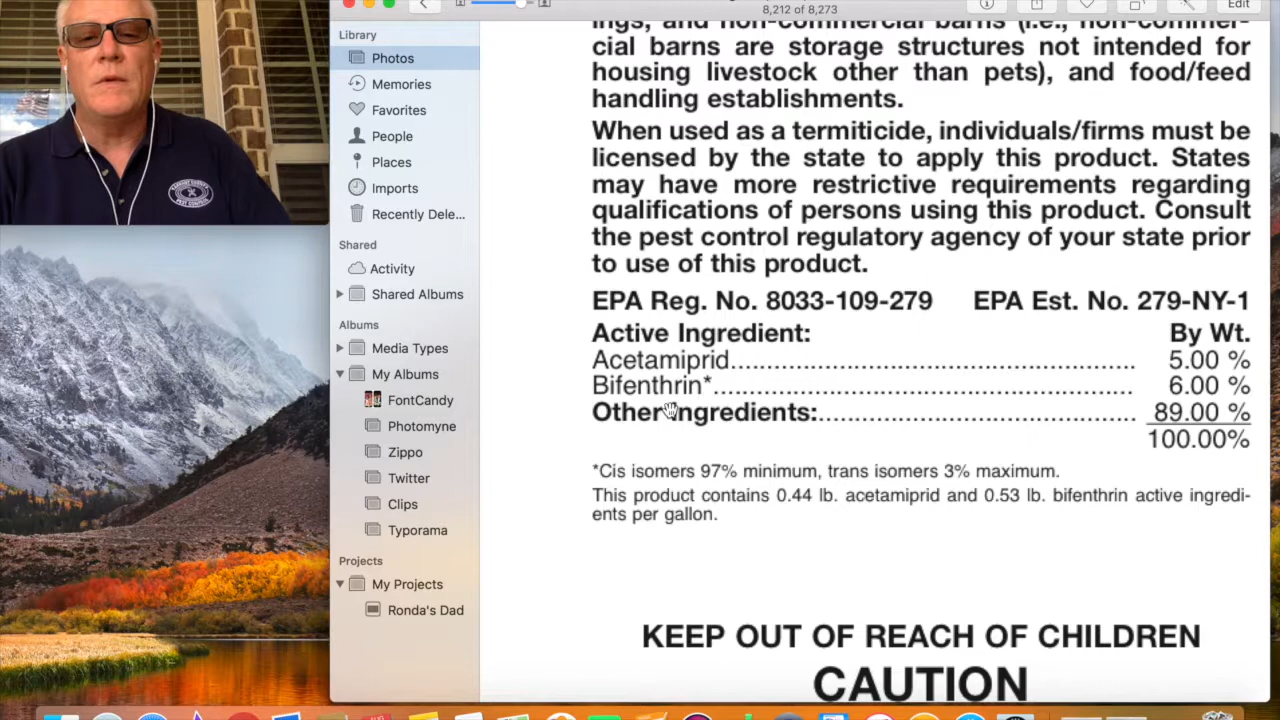 8,212 of 8,273
Edit
Library
Photos
Memories
Favorites
People
Places
Imports
Recently Dele...
Shared
Activity
Shared Albums
Albums
Media Types
My Albums
FontCandy
Photomyne
Zippo
Twitter
Clips
Typorama
Projects
My Projects
Ronda's Dad
ings, and non-commercial barns (i.e., non-commer-
cial barns are storage structures not intended for
housing livestock other than pets), and food/feed
handling establishments.
When used as a termiticide, individuals/firms must be
licensed by the state to apply this product. States
may have more restrictive requirements regarding
qualifications of persons using this product. Consult
the pest control regulatory agency of your state prior
to use of this product.
EPA Reg. No. 8033-109-279 EPA Est. No. 279-NY-1
Active Ingredient: By Wt.
Acetamiprid 5.00 %
Bifenthrin* 6.00 %
Other Ingredients: 89.00 %
100.00%
*Cis isomers 97% minimum, trans isomers 3% maximum.
This product contains 0.44 lb. acetamiprid and 0.53 lb. bifenthrin active ingredi-
ents per gallon.
KEEP OUT OF REACH OF CHILDREN
CAUTION